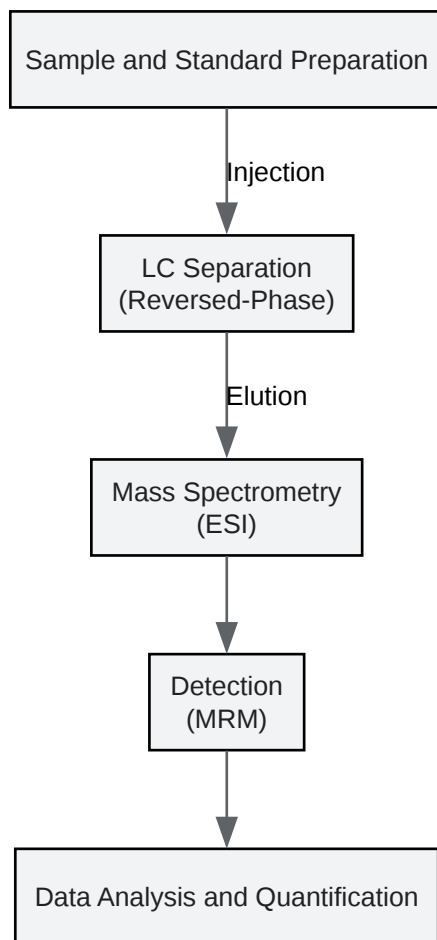 Sample and Standard Preparation
Injection
LC Separation
(Reversed-Phase)
Elution
Mass Spectrometry
(ESI)
Detection
(MRM)
Data Analysis and Quantification